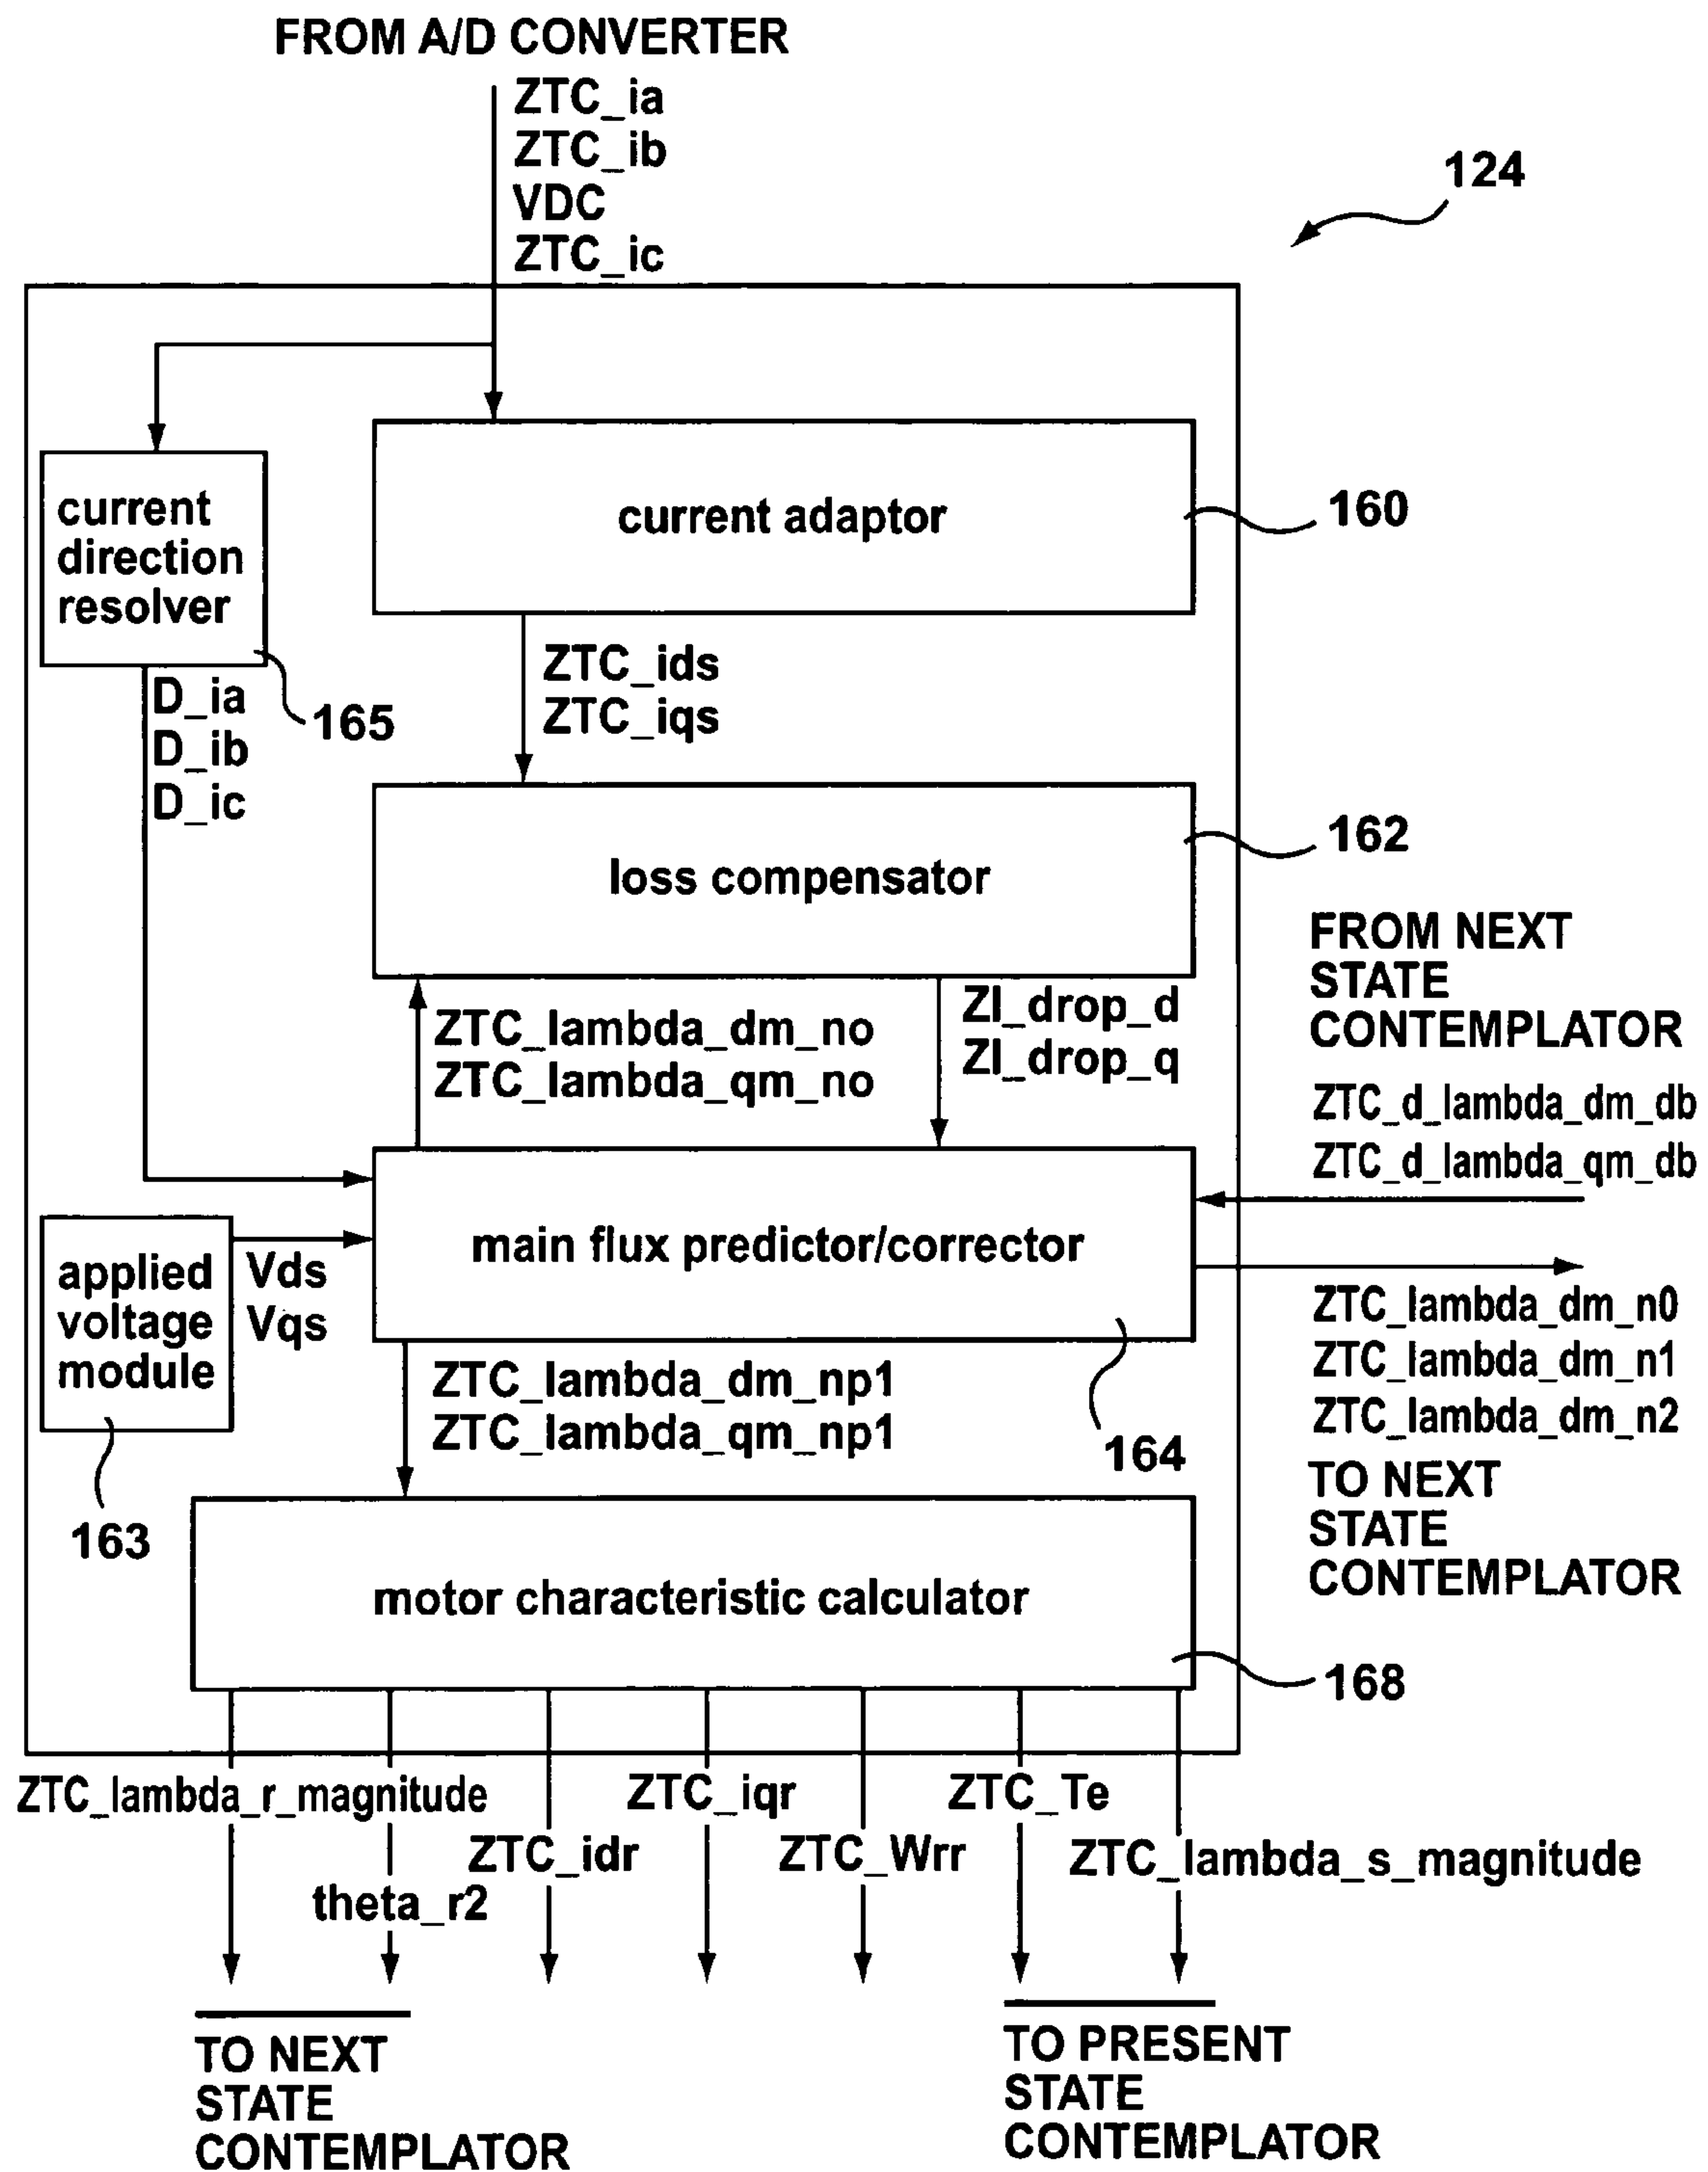 FROM A/D CONVERTER
ZTC_ia
ZTC_ib
VDC
ZTC_ic
124
current
direction
resolver
165
current adaptor
160
D_ia
D_ib
D_ic
ZTC_ids
ZTC_iqs
loss compensator
162
ZTC_lambda_dm_no
ZTC_lambda_qm_no
ZI_drop_d
ZI_drop_q
FROM NEXT
STATE
CONTEMPLATOR
ZTC_d_lambda_dm_db
ZTC_d_lambda_qm_db
applied
voltage
module
163
Vds
Vqs
main flux predictor/corrector
164
ZTC_lambda_dm_n0
ZTC_lambda_dm_n1
ZTC_lambda_dm_n2
TO NEXT
STATE
CONTEMPLATOR
ZTC_lambda_dm_np1
ZTC_lambda_qm_np1
motor characteristic calculator
168
ZTC_lambda_r_magnitude
theta_r2
ZTC_idr
ZTC_iqr
ZTC_Wrr
ZTC_Te
ZTC_lambda_s_magnitude
TO NEXT
STATE
CONTEMPLATOR
TO PRESENT
STATE
CONTEMPLATOR